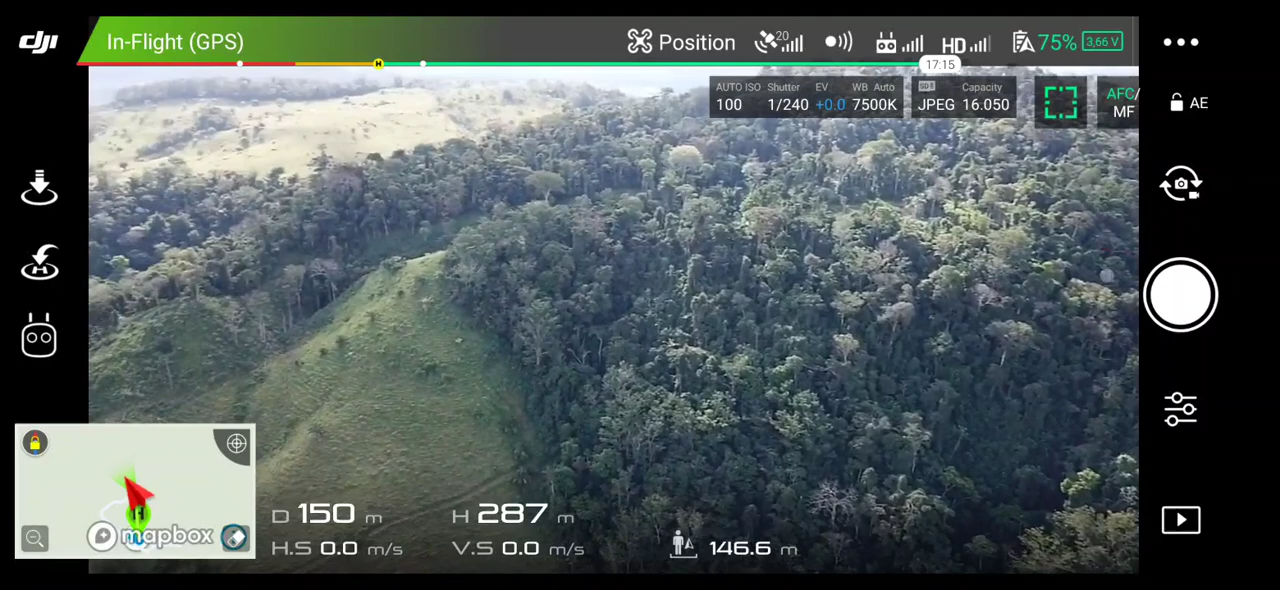 dji In-Flight (GPS) Position 20 HD 75% 3,66 V
H 17:15
AUTO ISO Shutter EV WB Auto Capacity
100 1/240 +0.0 7500K JPEG 16.050
AFC/
MF
AE
H
mapbox
D 150 m H 287 m
H.S 0.0 m/s V.S 0.0 m/s 146.6 m